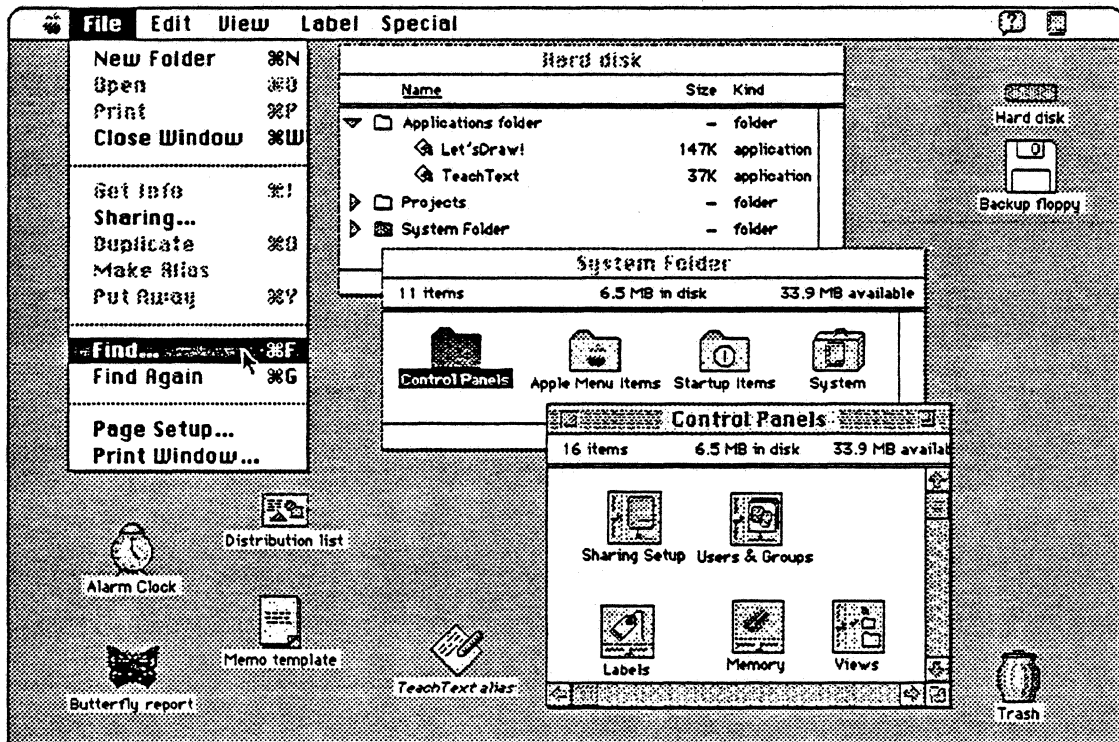 File Edit View Label Special
New Folder ⌘N
Open ⌘O
Print ⌘P
Close Window ⌘W
Get Info ⌘I
Sharing...
Duplicate ⌘D
Make Alias
Put Away ⌘Y
Find... ⌘F
Find Again ⌘G
Page Setup...
Print Window...
Hard disk
Name Size Kind
Applications folder – folder
Let'sDraw! 147K application
TeachText 37K application
Projects – folder
System Folder – folder
System Folder
11 items 6.5 MB in disk 33.9 MB available
Control Panels Apple Menu Items Startup Items System
Control Panels
16 items 6.5 MB in disk 33.9 MB availab
Sharing Setup Users & Groups
Labels Memory Views
Hard disk
Backup floppy
Distribution list
Alarm Clock
Memo template
Butterfly report
TeachText alias
Trash